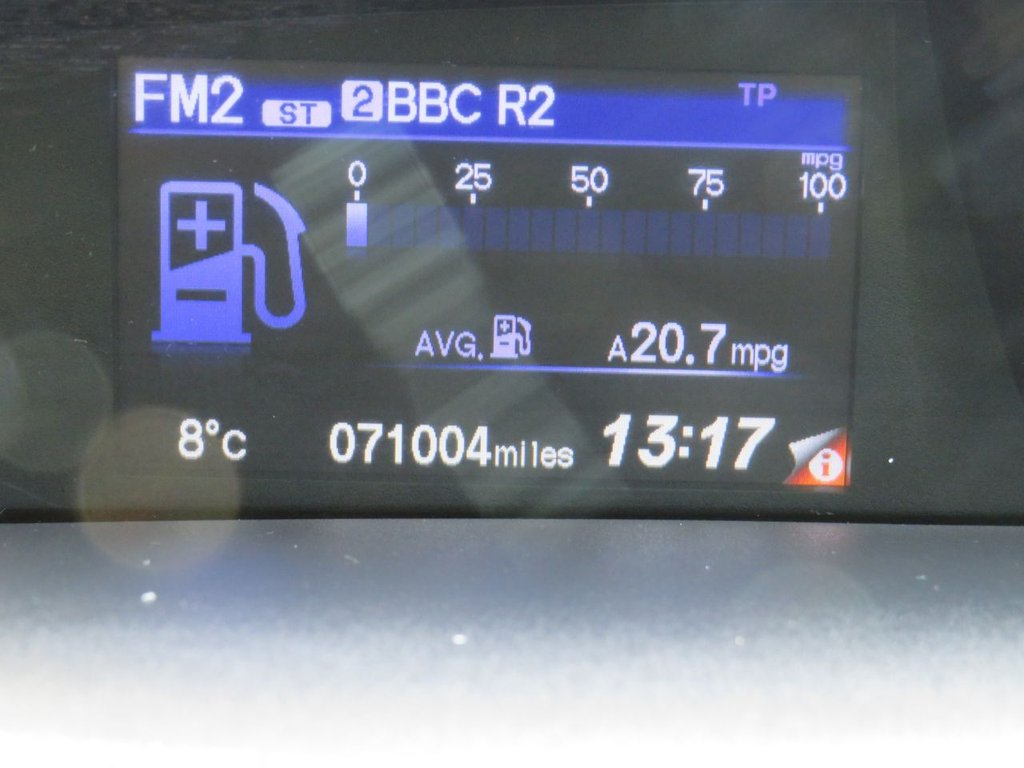 FM2 ST 2 BBC R2 TP
mpg
0 25 50 75 100
AVG. A20.7mpg
8°C 071004miles 13:17 i